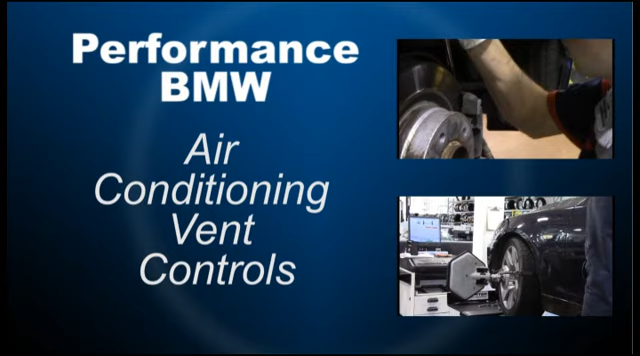 Performance
BMW
Air
Conditioning
Vent
Controls